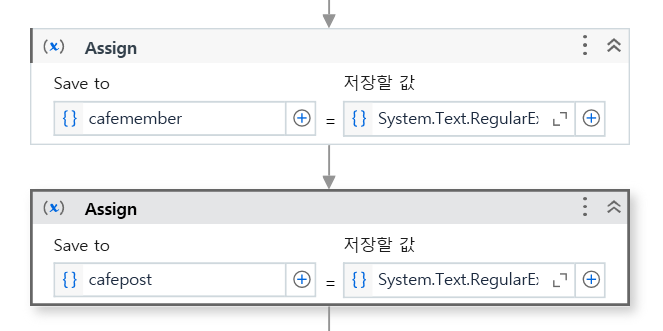 (x) Assign
Save to 저장할 값
{} cafemember = {} System.Text.RegularEx
(x) Assign
Save to 저장할 값
{} cafepost = {} System.Text.RegularEx